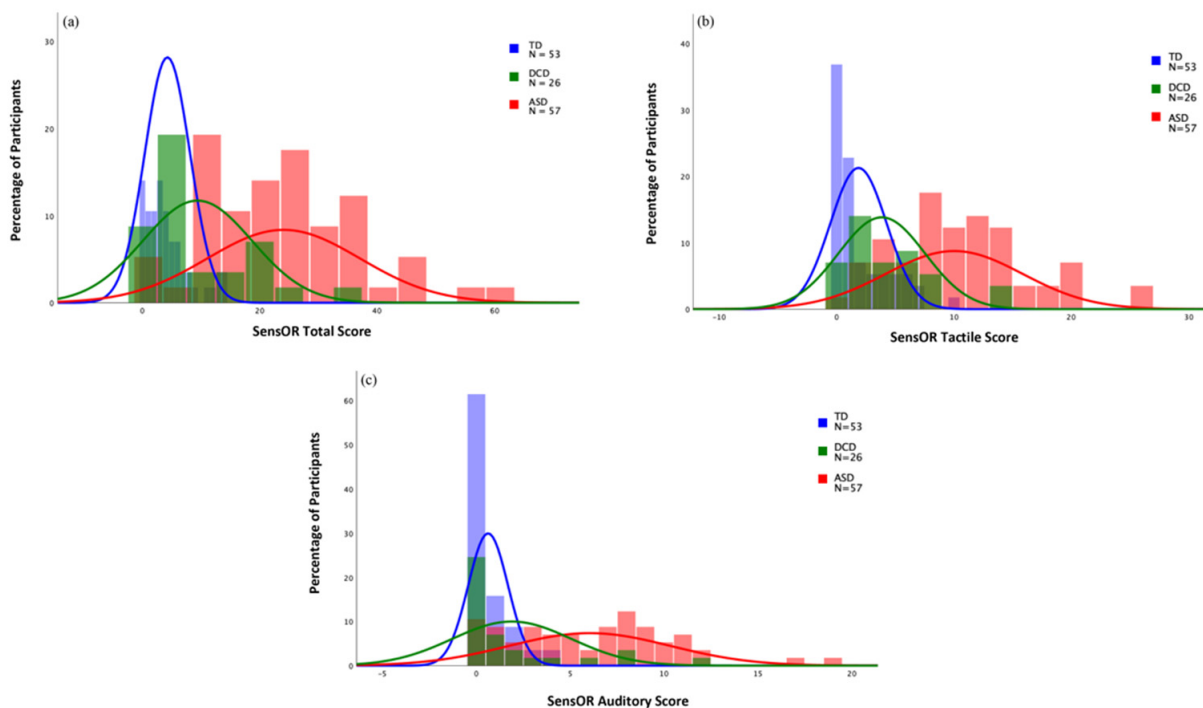 (a)
TD
N = 53
DCD
N = 26
ASD
N = 57
Percentage of Participants
30
20
10
0
0 20 40 60
SensOR Total Score
(b)
TD
N=53
DCD
N=26
ASD
N=57
Percentage of Participants
40
30
20
10
0
-10 0 10 20 30
SensOR Tactile Score
(c)
TD
N=53
DCD
N=26
ASD
N=57
Percentage of Participants
60
50
40
30
20
10
0
-5 0 5 10 15 20
SensOR Auditory Score